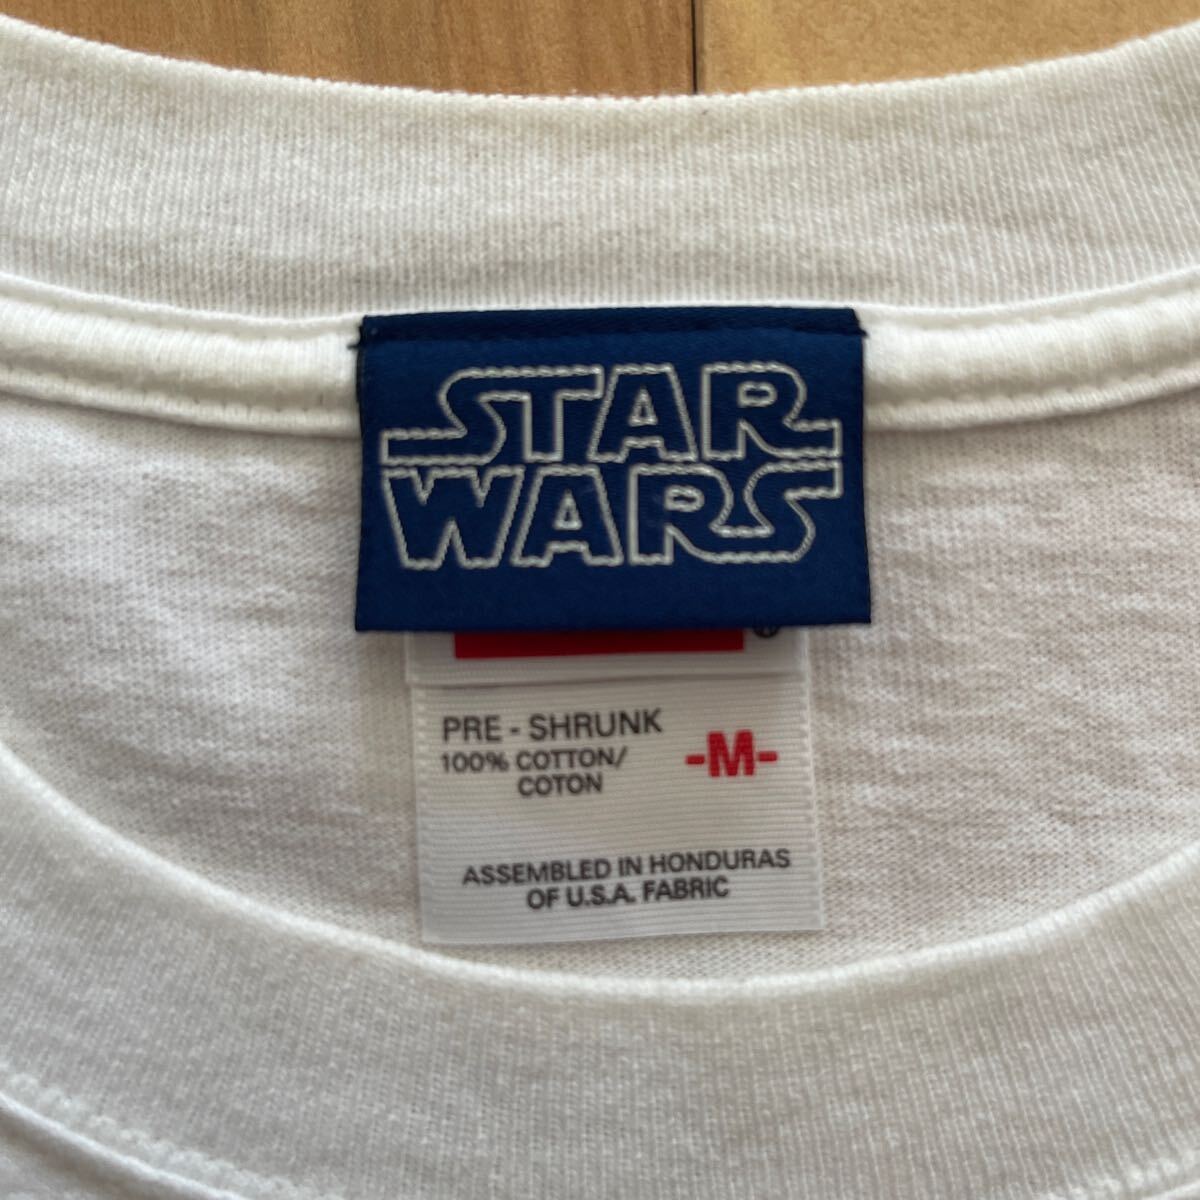 STAR
WARS
®
PRE - SHRUNK
100% COTTON/
COTON
-M-
ASSEMBLED IN HONDURAS
OF U.S.A. FABRIC